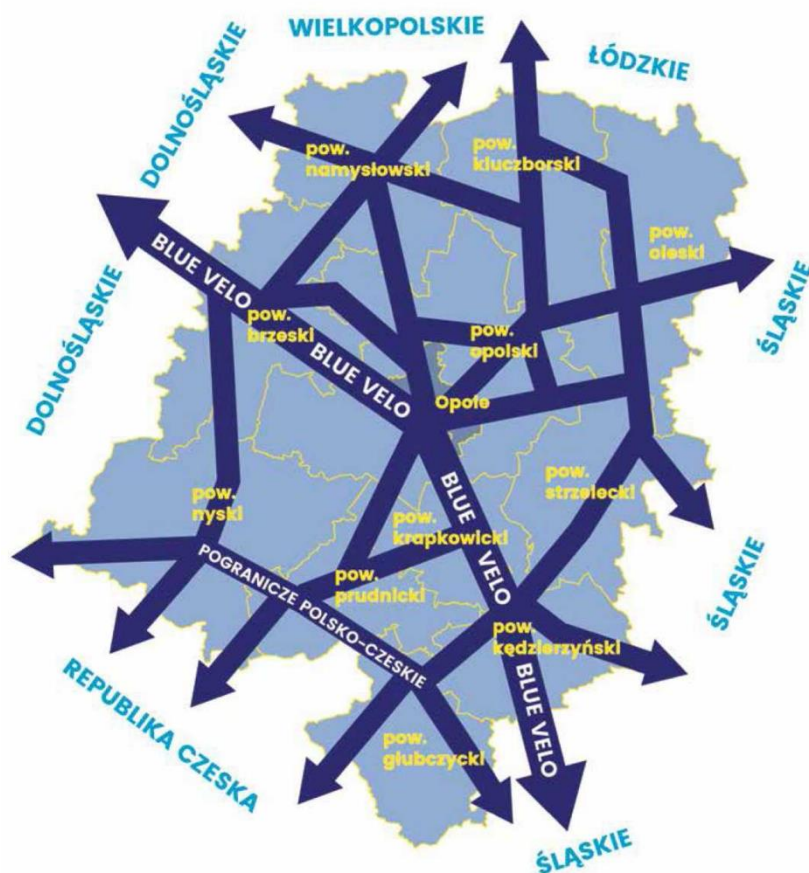 WIELKOPOLSKIE
ŁÓDZKIE
DOLNOŚLĄSKIE
pow.
namysłowski
pow.
kluczborski
pow.
oleski
BLUE VELO
DOLNOŚLĄSKIE
pow.
brzeski
ŚLĄSKIE
pow.
opolski
BLUE VELO
Opole
pow.
nyski
BLUE VELO
pow.
strzelecki
pow.
krapkowicki
POGRANICZE POLSKO-CZESKIE
pow.
prudnicki
ŚLĄSKIE
pow.
kędzierzyński
REPUBLIKA CZESKA
BLUE VELO
pow.
głubczycki
ŚLĄSKIE